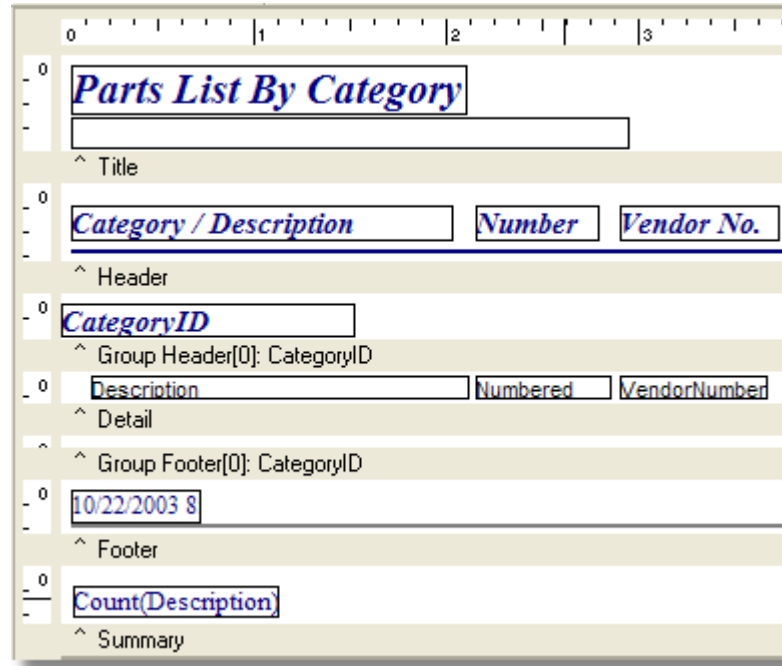 0 1 2 3
0
Parts List By Category
^ Title
0
Category / Description Number Vendor No.
^ Header
0
CategoryID
^ Group Header[0]: CategoryID
0
Description Numbered VendorNumber
^ Detail
^
^ Group Footer[0]: CategoryID
0
10/22/2003 8
^ Footer
0
Count(Description)
^ Summary